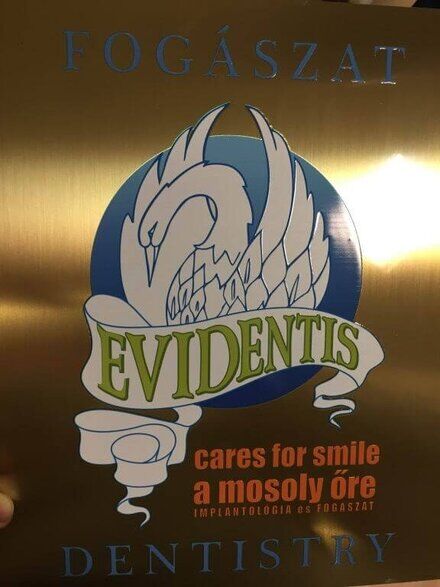 FOGÁSZAT
EVIDENTIS
cares for smile
a mosoly őre
IMPLANTOLÓGIA és FOGÁSZAT
DENTISTRY